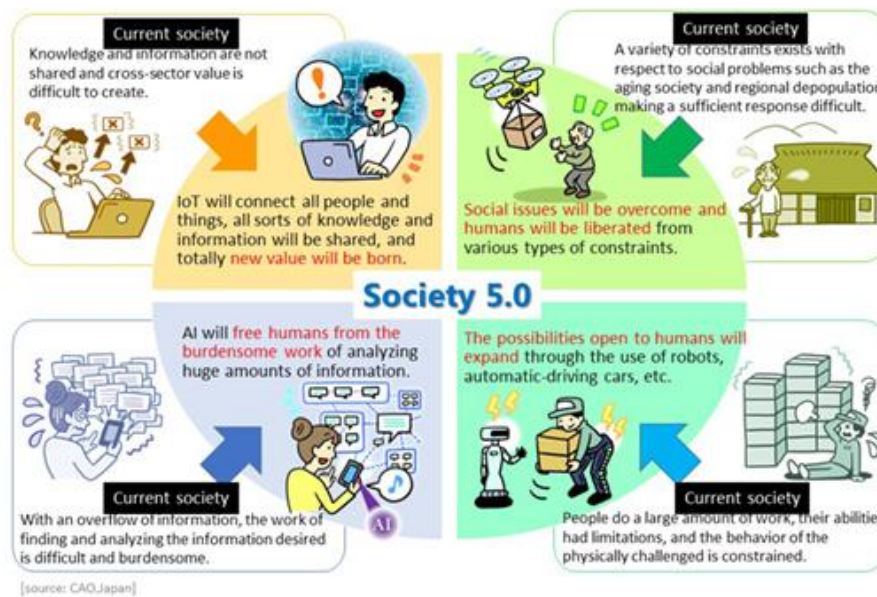 Current society
Knowledge and information are not
shared and cross-sector value is
difficult to create.
IoT will connect all people and
things, all sorts of knowledge and
information will be shared, and
totally new value will be born.
Current society
A variety of constraints exists with
respect to social problems such as the
aging society and regional depopulation
making a sufficient response difficult.
Social issues will be overcome and
humans will be liberated from
various types of constraints.
Society 5.0
AI will free humans from the
burdensome work of analyzing
huge amounts of information.
AI
Current society
With an overflow of information, the work of
finding and analyzing the information desired
is difficult and burdensome.
The possibilities open to humans will
expand through the use of robots,
automatic-driving cars, etc.
Current society
People do a large amount of work, their abilities
had limitations, and the behavior of the
physically challenged is constrained.
[source: CAO,Japan]